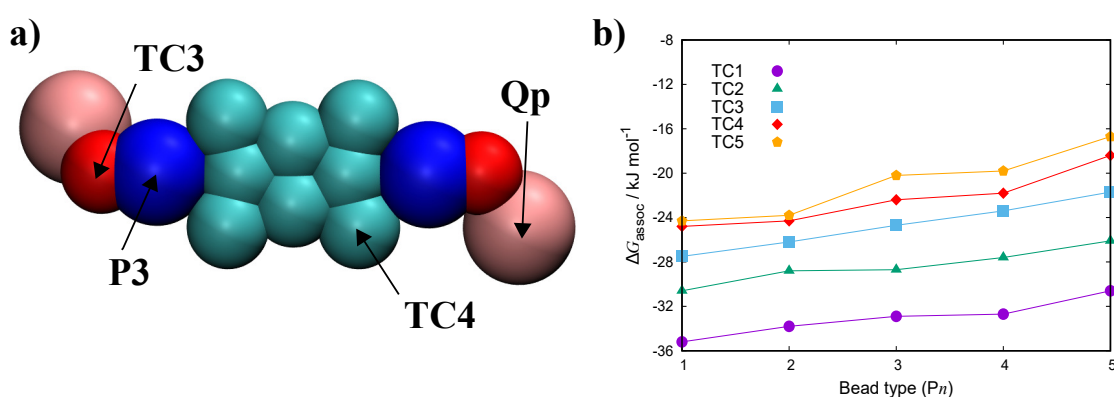 a)
TC3
Qp
P3
TC4
b)
ΔG_assoc / kJ mol⁻¹
-8
-12
-16
-20
-24
-28
-32
-36
TC1
TC2
TC3
TC4
TC5
1 2 3 4 5
Bead type (Pn)